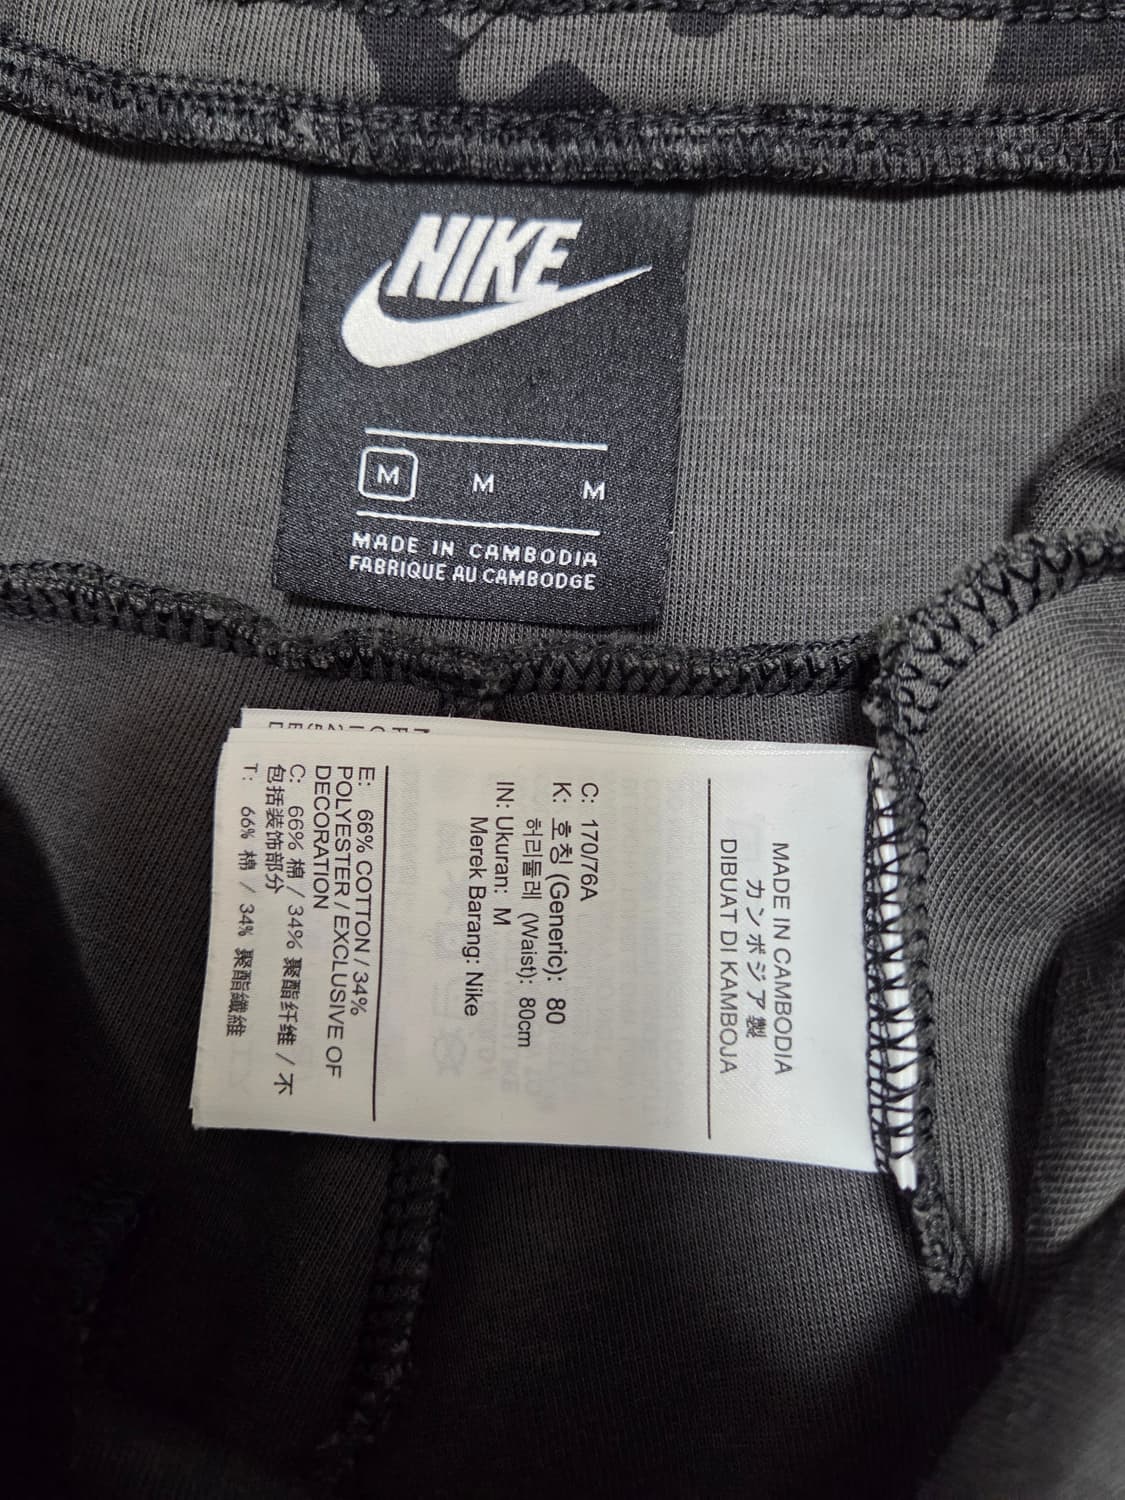 NIKE
M M M
MADE IN CAMBODIA
FABRIQUE AU CAMBODGE
MADE IN CAMBODIA
カンボジア製
DIBUAT DI KAMBOJA
C: 170/76A
K: 호칭 (Generic): 80
허리둘레 (Waist): 80cm
IN: Ukuran: M
Merek Barang: Nike
E: 66% COTTON / 34%
POLYESTER / EXCLUSIVE OF
DECORATION
C: 66% 棉 / 34% 聚酯纤维 / 不
包括装饰部分
T: 66% 棉 / 34% 聚酯纖維